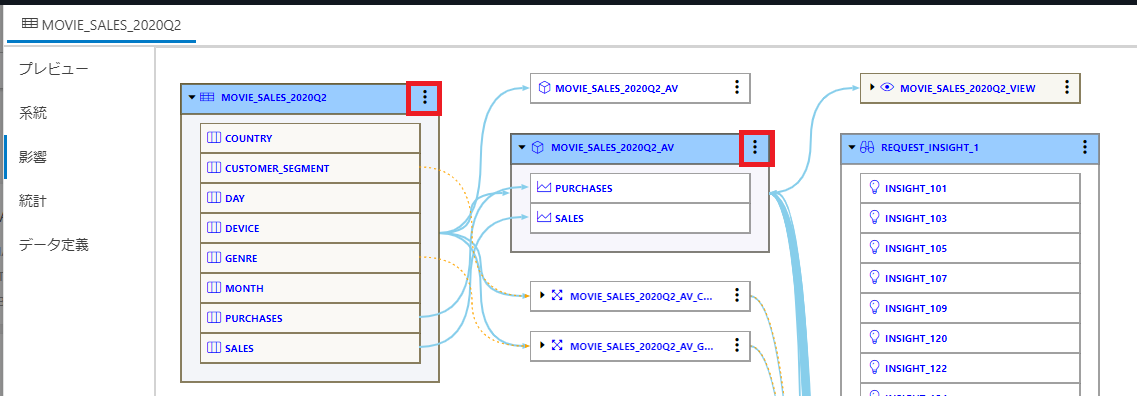 MOVIE_SALES_2020Q2
プレビュー
系統
影響
統計
データ定義
MOVIE_SALES_2020Q2
COUNTRY
CUSTOMER_SEGMENT
DAY
DEVICE
GENRE
MONTH
PURCHASES
SALES
MOVIE_SALES_2020Q2_AV
MOVIE_SALES_2020Q2_AV
PURCHASES
SALES
MOVIE_SALES_2020Q2_AV_C...
MOVIE_SALES_2020Q2_AV_G...
MOVIE_SALES_2020Q2_VIEW
REQUEST_INSIGHT_1
INSIGHT_101
INSIGHT_103
INSIGHT_105
INSIGHT_107
INSIGHT_109
INSIGHT_120
INSIGHT_122